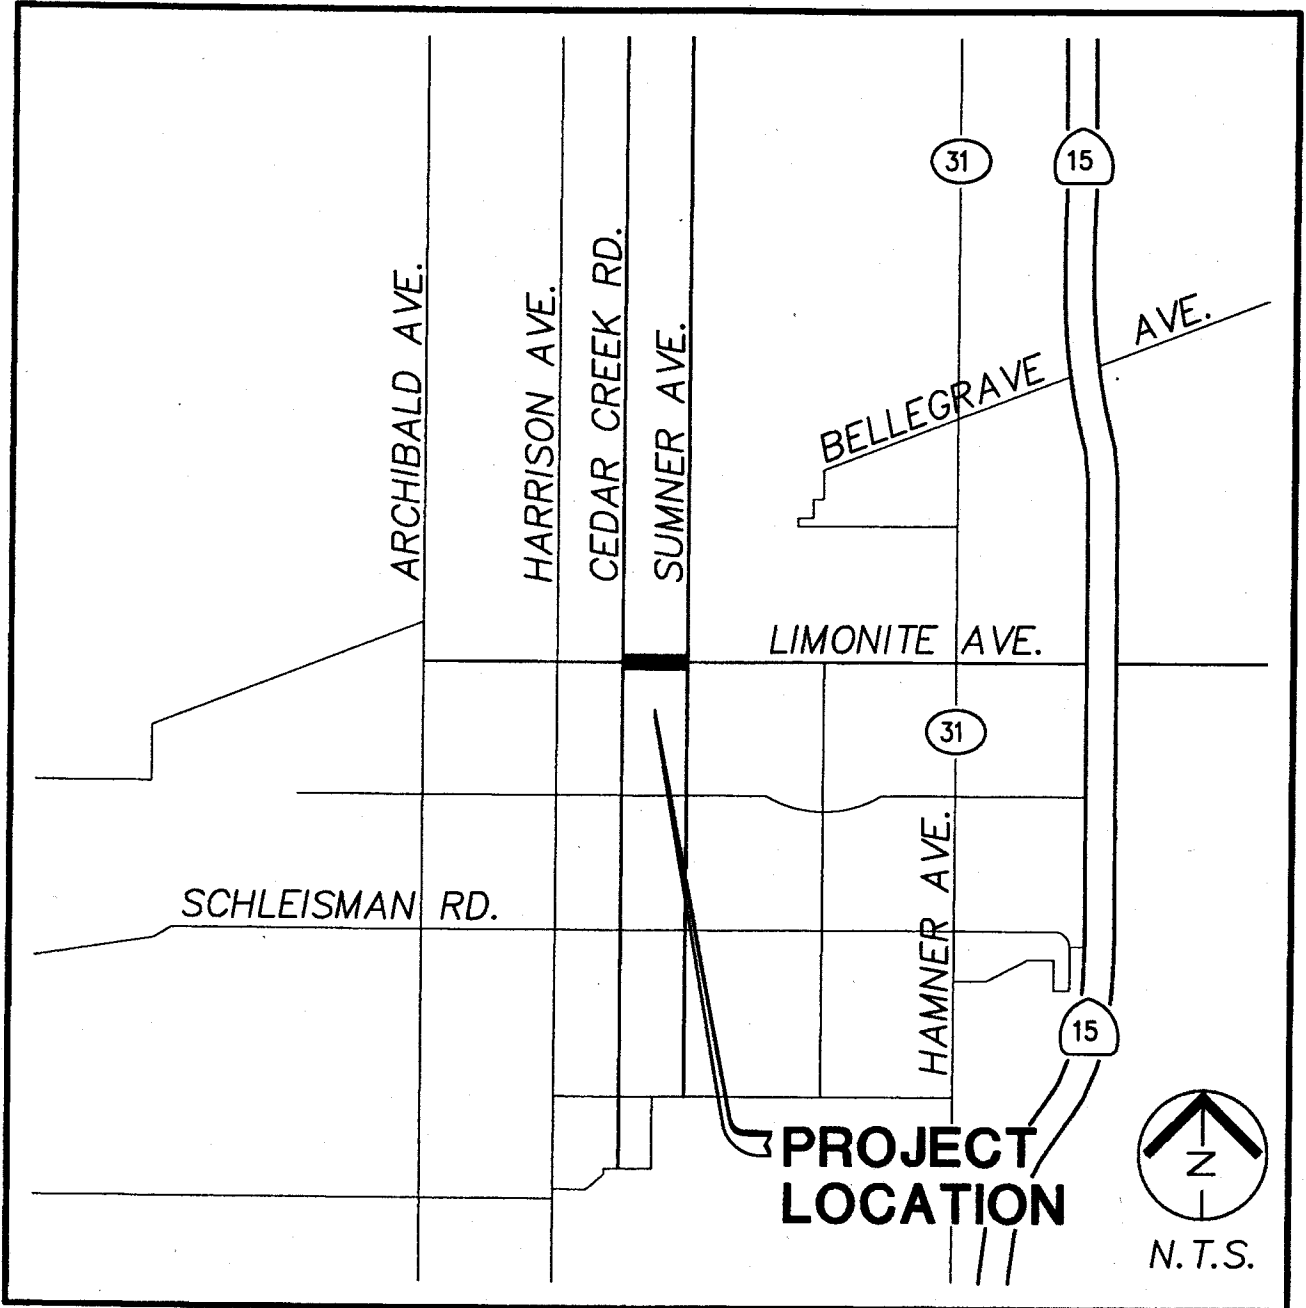 31
15
ARCHIBALD AVE.
HARRISON AVE.
CEDAR CREEK RD.
SUMNER AVE.
BELLEGRAVE AVE.
LIMONITE AVE.
31
SCHLEISMAN RD.
HAMNER AVE.
15
PROJECT
LOCATION
N
N.T.S.